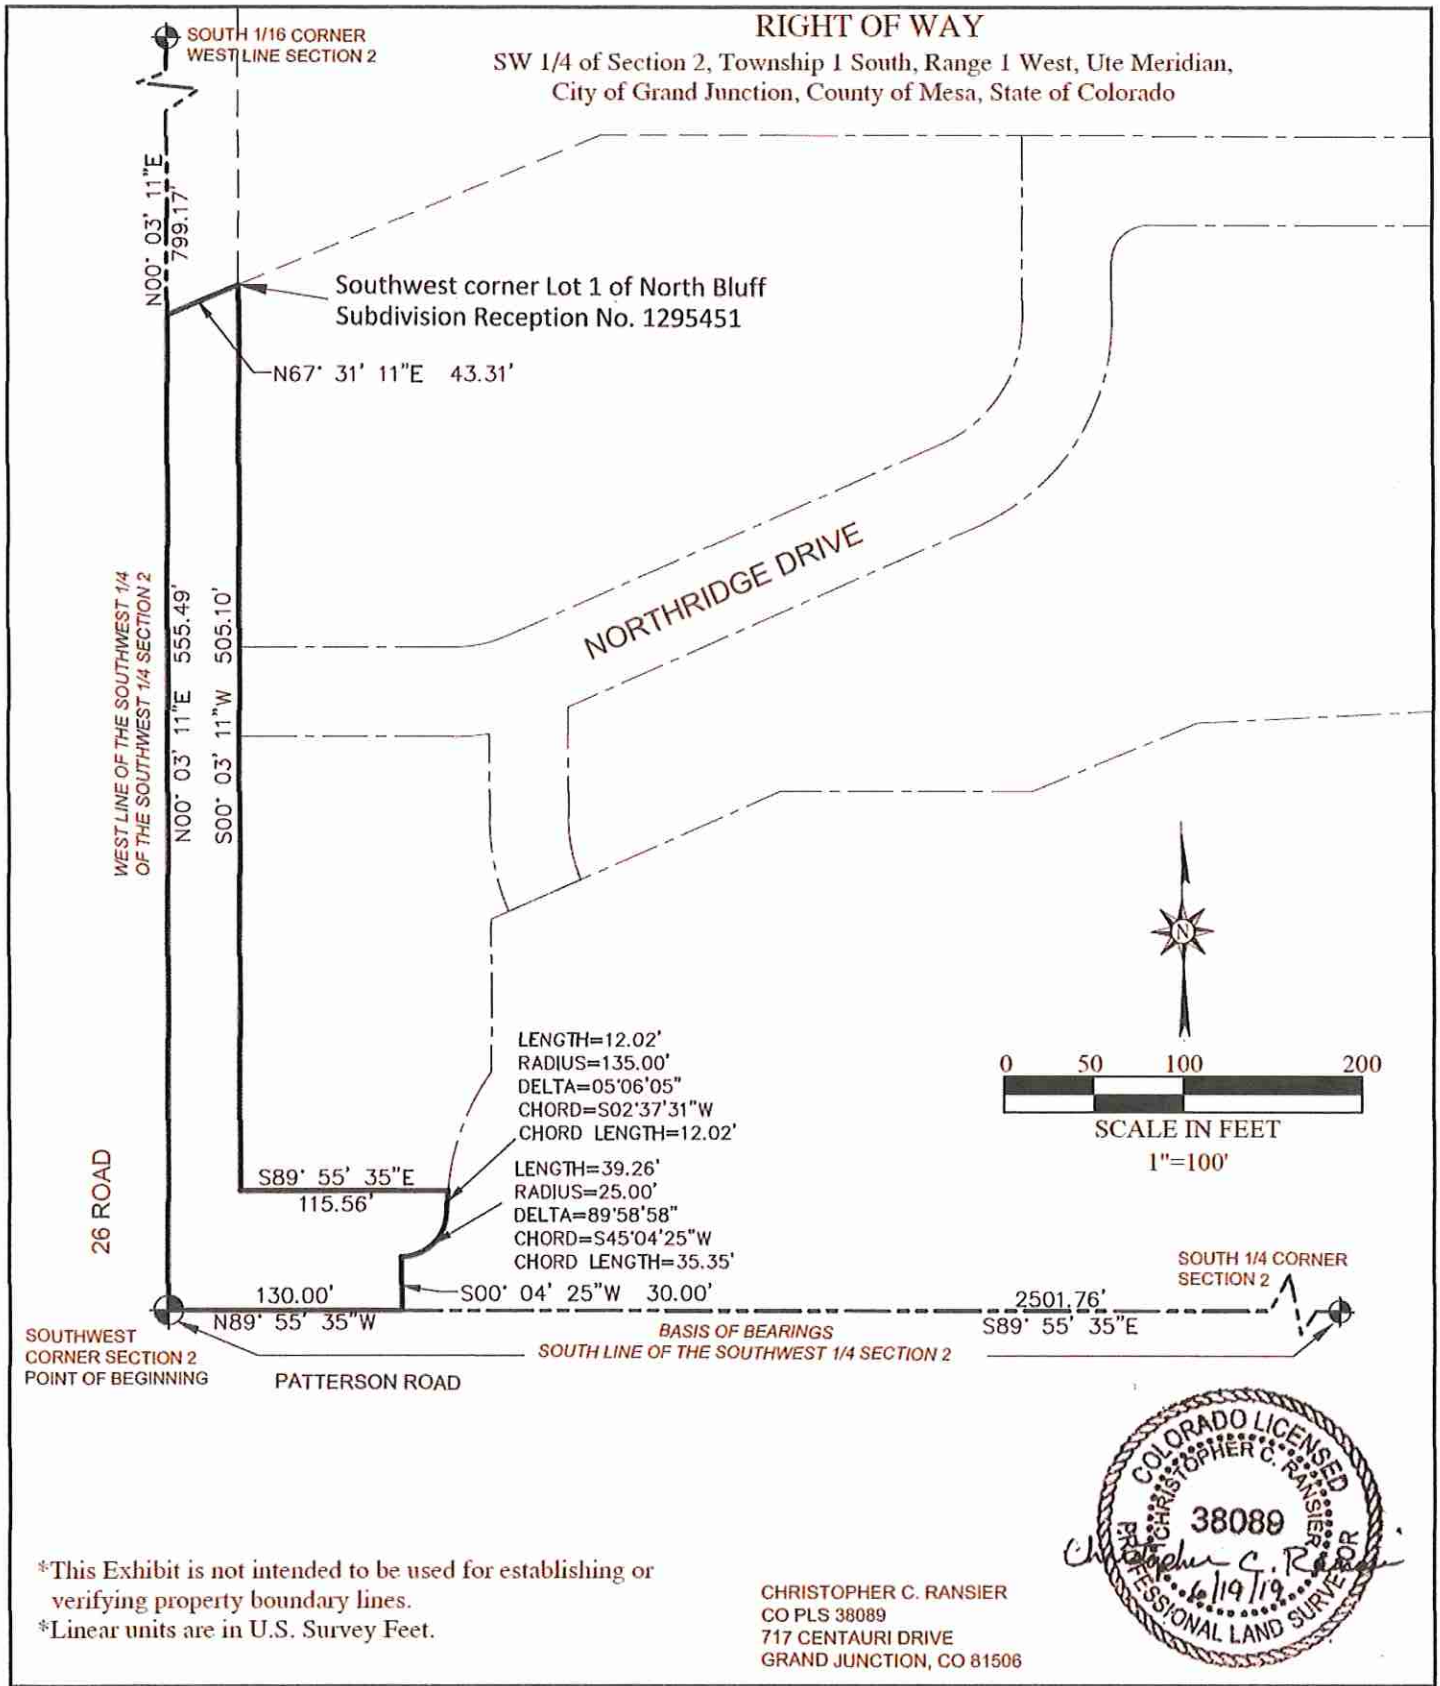 RIGHT OF WAY
SW 1/4 of Section 2, Township 1 South, Range 1 West, Ute Meridian,
City of Grand Junction, County of Mesa, State of Colorado
SOUTH 1/16 CORNER
WEST LINE SECTION 2
N00° 03' 11"E
799.17'
Southwest corner Lot 1 of North Bluff
Subdivision Reception No. 1295451
N67° 31' 11"E 43.31'
NORTHRIDGE DRIVE
WEST LINE OF THE SOUTHWEST 1/4
OF THE SOUTHWEST 1/4 SECTION 2
N00° 03' 11"E 555.49'
S00° 03' 11"W 505.10'
N
LENGTH=12.02'
RADIUS=135.00'
DELTA=05°06'05"
CHORD=S02°37'31"W
CHORD LENGTH=12.02'
LENGTH=39.26'
RADIUS=25.00'
DELTA=89°58'58"
CHORD=S45°04'25"W
CHORD LENGTH=35.35'
0 50 100 200
SCALE IN FEET
1"=100'
26 ROAD
S89° 55' 35"E
115.56'
S00° 04' 25"W 30.00'
130.00'
N89° 55' 35"W
2501.76'
S89° 55' 35"E
SOUTH 1/4 CORNER
SECTION 2
SOUTHWEST
CORNER SECTION 2
POINT OF BEGINNING
BASIS OF BEARINGS
SOUTH LINE OF THE SOUTHWEST 1/4 SECTION 2
PATTERSON ROAD
COLORADO LICENSED
CHRISTOPHER C. RANSIER
38089
Christopher C. Ransier
6/19/19
PROFESSIONAL LAND SURVEYOR
*This Exhibit is not intended to be used for establishing or
verifying property boundary lines.
*Linear units are in U.S. Survey Feet.
CHRISTOPHER C. RANSIER
CO PLS 38089
717 CENTAURI DRIVE
GRAND JUNCTION, CO 81506